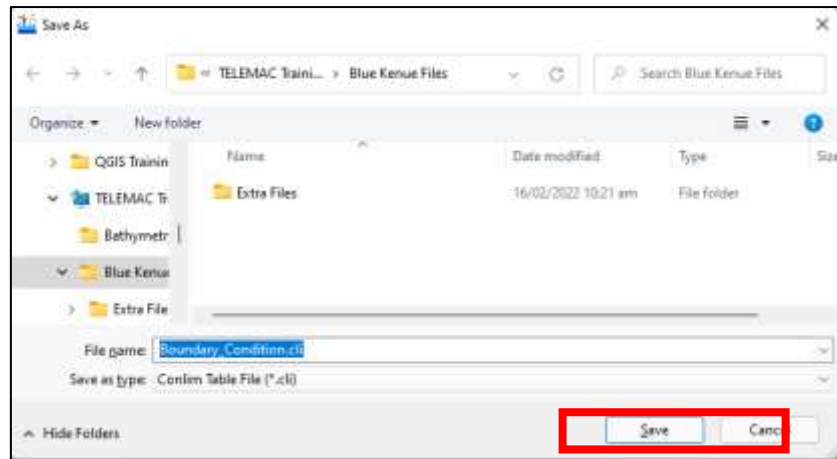 Save As
« TELEMAC Traini... › Blue Kenue Files
Search Blue Kenue Files
Organize
New folder
Name
Date modified
Type
Size
QGIS Trainin
Extra Files
16/02/2022 10:21 am
File folder
TELEMAC Tr
Bathymetr
Blue Kenue
Extra File
File name:
Boundary_Condition.cli
Save as type:
Conlim Table File (*.cli)
Hide Folders
Save
Canc